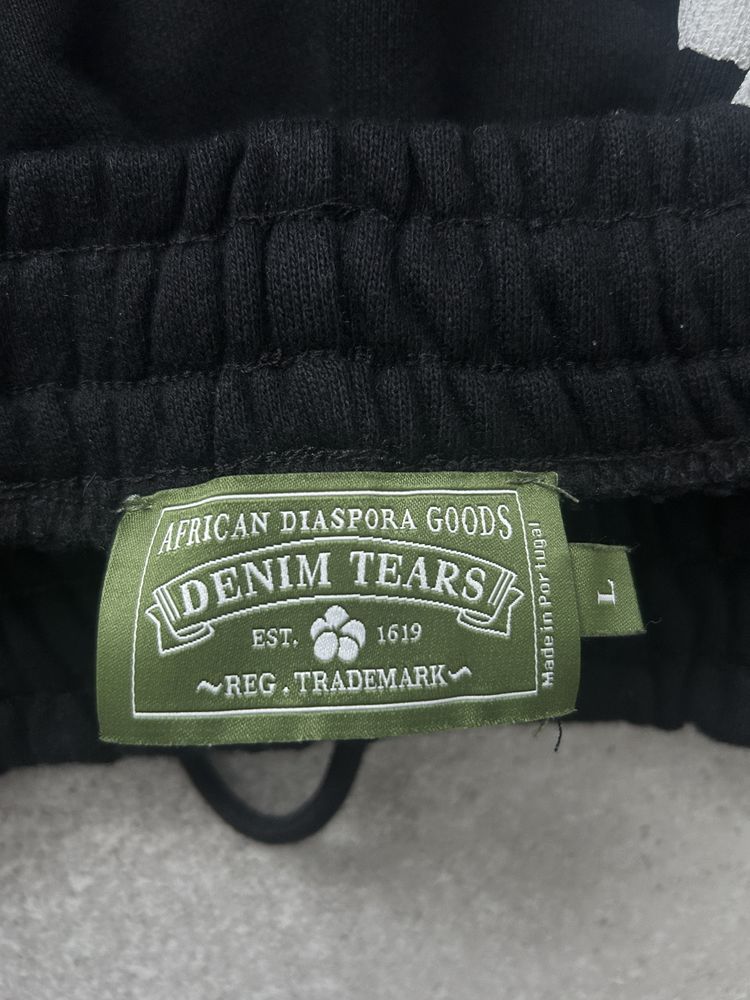 AFRICAN DIASPORA GOODS
DENIM TEARS
EST. 1619
~REG. TRADEMARK~
Made in Portugal
L